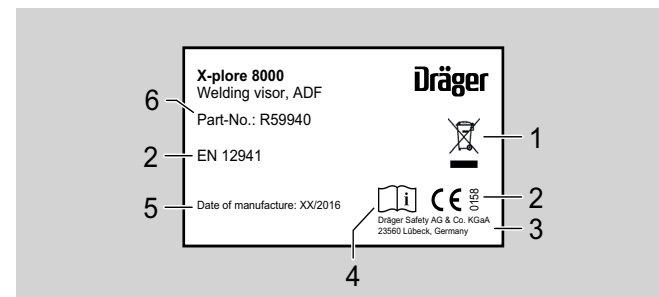 X-plore 8000
Welding visor, ADF
Dräger
6
Part-No.: R59940
1
2
EN 12941
5
Date of manufacture: XX/2016
i
CE
0158
2
Dräger Safety AG & Co. KGaA
23560 Lübeck, Germany
3
4